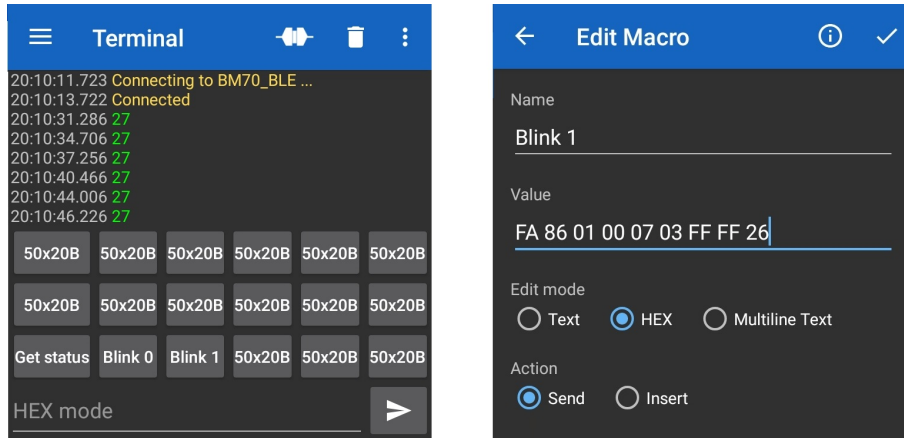 Terminal
20:10:11.723 Connecting to BM70_BLE ...
20:10:13.722 Connected
20:10:31.286 27
20:10:34.706 27
20:10:37.256 27
20:10:40.466 27
20:10:44.006 27
20:10:46.226 27
50x20B 50x20B 50x20B 50x20B 50x20B 50x20B
50x20B 50x20B 50x20B 50x20B 50x20B 50x20B
Get status Blink 0 Blink 1 50x20B 50x20B 50x20B
HEX mode
Edit Macro
Name
Blink 1
Value
FA 86 01 00 07 03 FF FF 26
Edit mode
Text HEX Multiline Text
Action
Send Insert